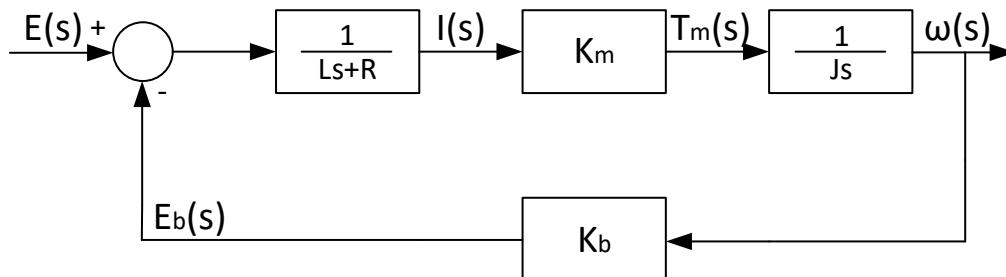 E(s) + 1 I(s) Km Tm(s) 1 ω(s)
Ls+R Js
-
Eb(s) Kb